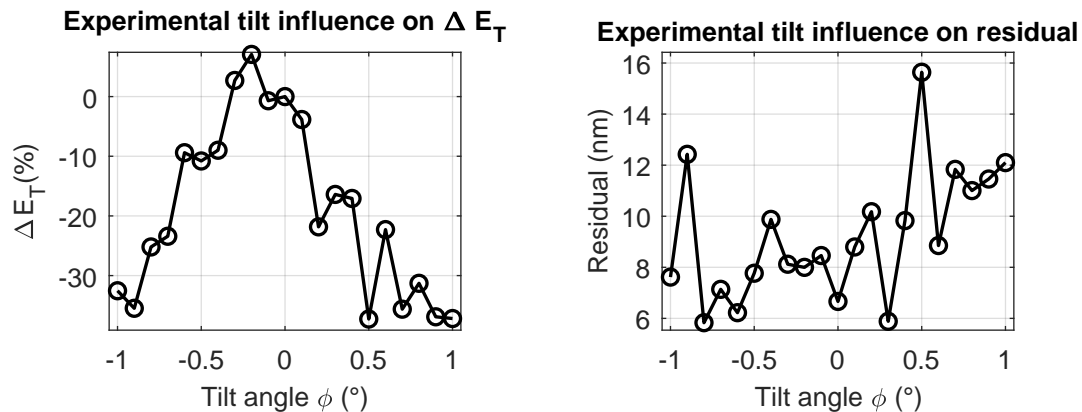 Experimental tilt influence on Δ E_T
0
-10
-20
-30
Δ E_T(%)
-1 -0.5 0 0.5 1
Tilt angle ϕ (°)
Experimental tilt influence on residual
16
14
12
10
8
6
Residual (nm)
-1 -0.5 0 0.5 1
Tilt angle ϕ (°)